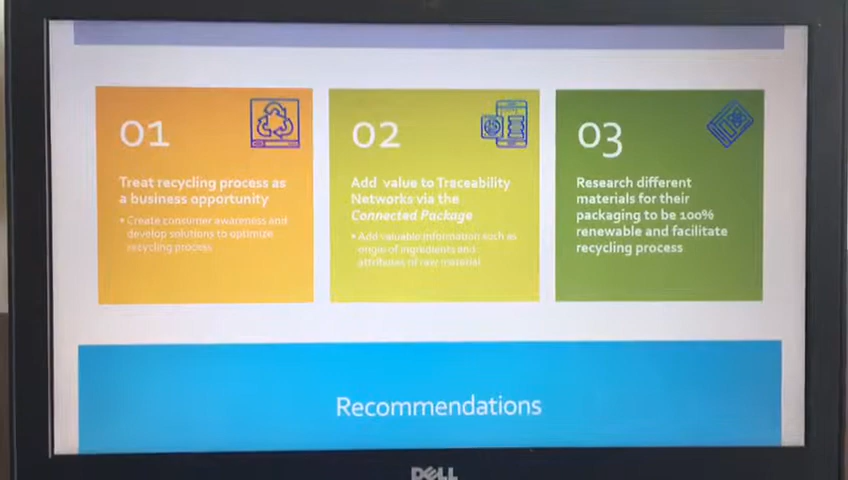 01
Treat recycling process as
a business opportunity
• Create consumer awareness and
develop solutions to optimize
recycling process
02
Add value to Traceability
Networks via the
Connected Package
• Add valuable information such as
origin of ingredients and
attributes of raw material
03
Research different
materials for their
packaging to be 100%
renewable and facilitate
recycling process
Recommendations
DELL